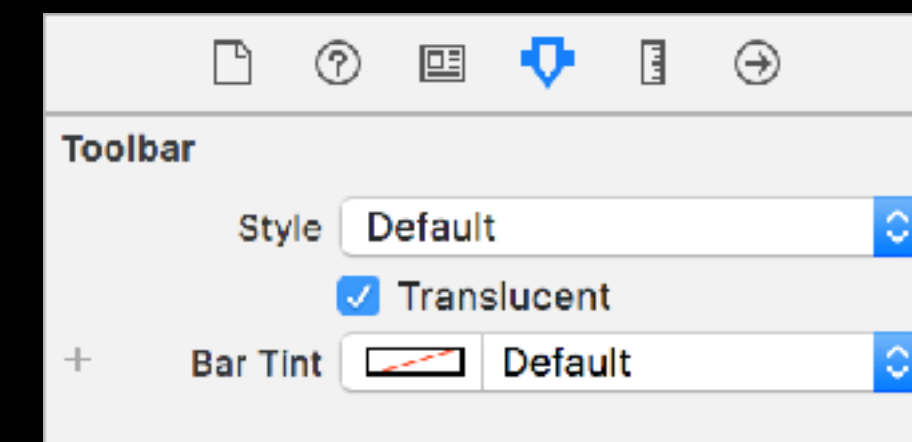 Toolbar
Style Default
Translucent
Bar Tint Default